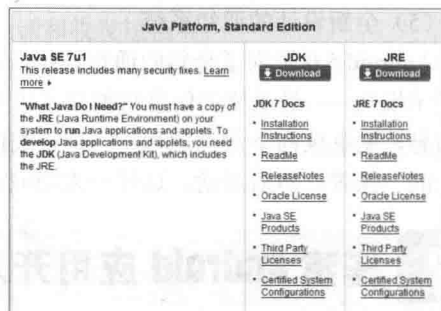 Java Platform, Standard Edition
Java SE 7u1
This release includes many security fixes. Learn
more ▸
"What Java Do I Need?" You must have a copy of
the JRE (Java Runtime Environment) on your
system to run Java applications and applets. To
develop Java applications and applets, you need
the JDK (Java Development Kit), which includes
the JRE.
JDK
Download
JDK 7 Docs
• Installation
Instructions
• ReadMe
• ReleaseNotes
• Oracle License
• Java SE
Products
• Third Party
Licenses
• Certified System
Configurations
JRE
Download
JRE 7 Docs
• Installation
Instructions
• ReadMe
• ReleaseNotes
• Oracle License
• Java SE
Products
• Third Party
Licenses
• Certified System
Configurations